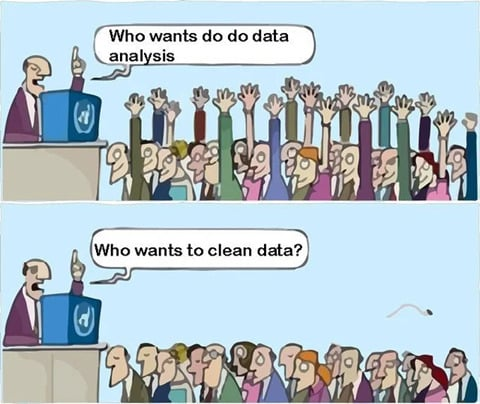 Who wants do do data
analysis
Who wants to clean data?